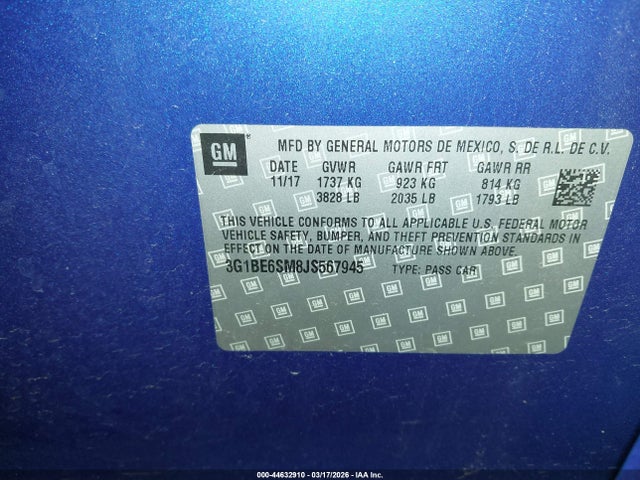 GM
MFD BY GENERAL MOTORS DE MEXICO, S. DE R.L. DE C.V.
DATE GVWR GAWR FRT GAWR RR
11/17 1737 KG 923 KG 814 KG
3828 LB 2035 LB 1793 LB
THIS VEHICLE CONFORMS TO ALL APPLICABLE U.S. FEDERAL MOTOR
VEHICLE SAFETY, BUMPER, AND THEFT PREVENTION STANDARDS
IN EFFECT ON THE DATE OF MANUFACTURE SHOWN ABOVE.
3G1BE6SM8JS567945 TYPE: PASS CAR
000-44632910 - 03/17/2026 - IAA Inc.